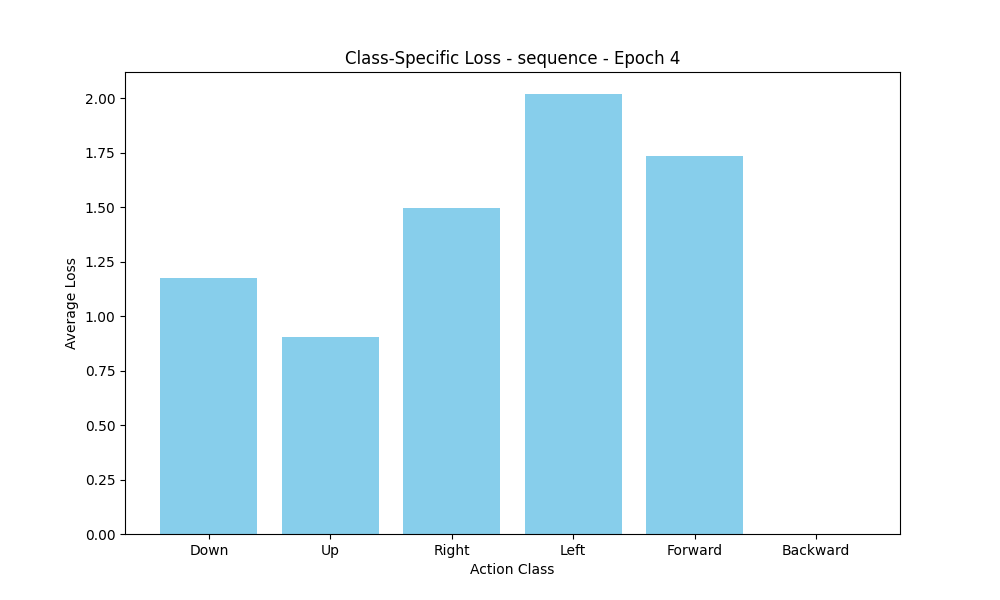 Class-Specific Loss - sequence - Epoch 4
2.00
1.75
1.50
1.25
1.00
0.75
0.50
0.25
0.00
Average Loss
Down Up Right Left Forward Backward
Action Class